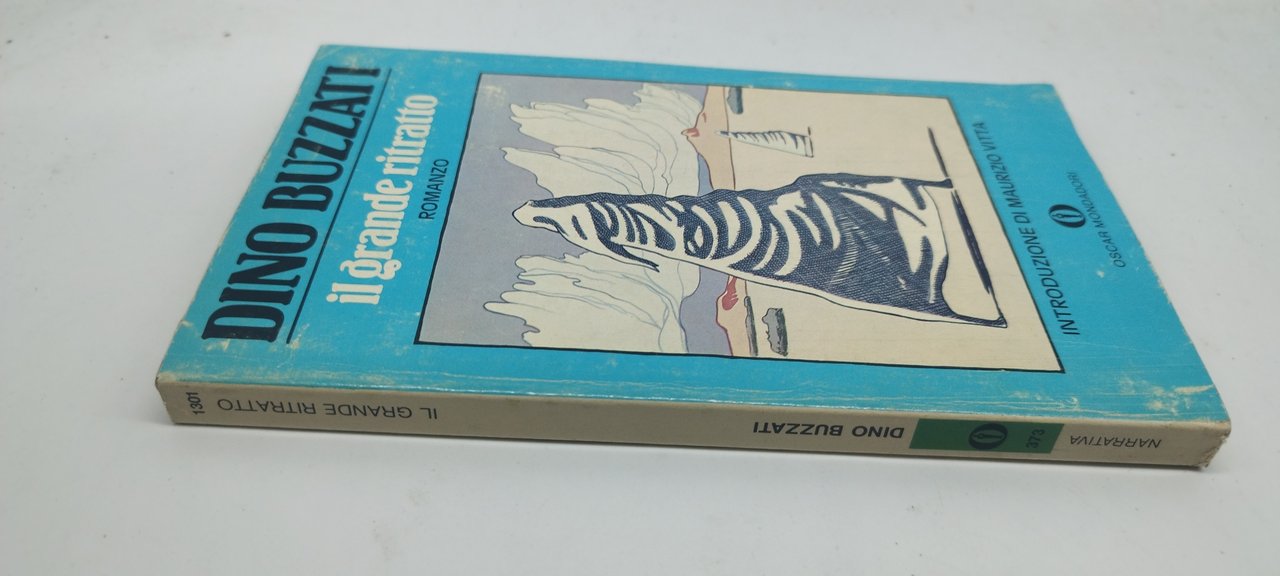 DINO BUZZATI
il grande ritratto
ROMANZO
INTRODUZIONE DI MAURIZIO VITTA
OSCAR MONDADORI
NARRATIVA
373
DINO BUZZATI
IL GRANDE RITRATTO
1301